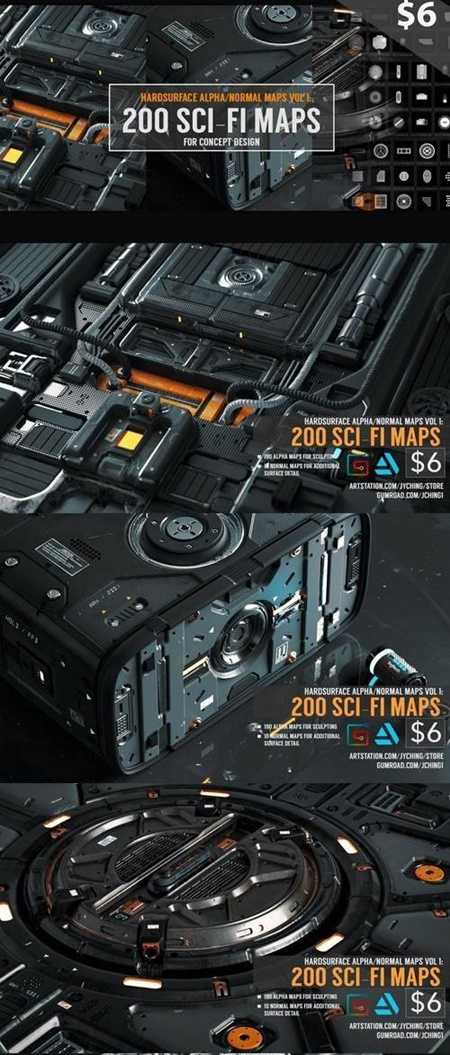 $6
HARDSURFACE ALPHA/NORMAL MAPS VOL 1:
200 SCI-FI MAPS
FOR CONCEPT DESIGN
HARDSURFACE ALPHA/NORMAL MAPS VOL 1:
200 SCI-FI MAPS
190 ALPHA MAPS FOR SCULPTING
10 NORMAL MAPS FOR ADDITIONAL
SURFACE DETAIL
$6
ARTSTATION.COM/JYCHING/STORE
GUMROAD.COM/JCHING1
HARDSURFACE ALPHA/NORMAL MAPS VOL 1:
200 SCI-FI MAPS
190 ALPHA MAPS FOR SCULPTING
10 NORMAL MAPS FOR ADDITIONAL
SURFACE DETAIL
$6
ARTSTATION.COM/JYCHING/STORE
GUMROAD.COM/JCHING1
HARDSURFACE ALPHA/NORMAL MAPS VOL 1:
200 SCI-FI MAPS
190 ALPHA MAPS FOR SCULPTING
10 NORMAL MAPS FOR ADDITIONAL
SURFACE DETAIL
$6
ARTSTATION.COM/JYCHING/STORE
GUMROAD.COM/JCHING1